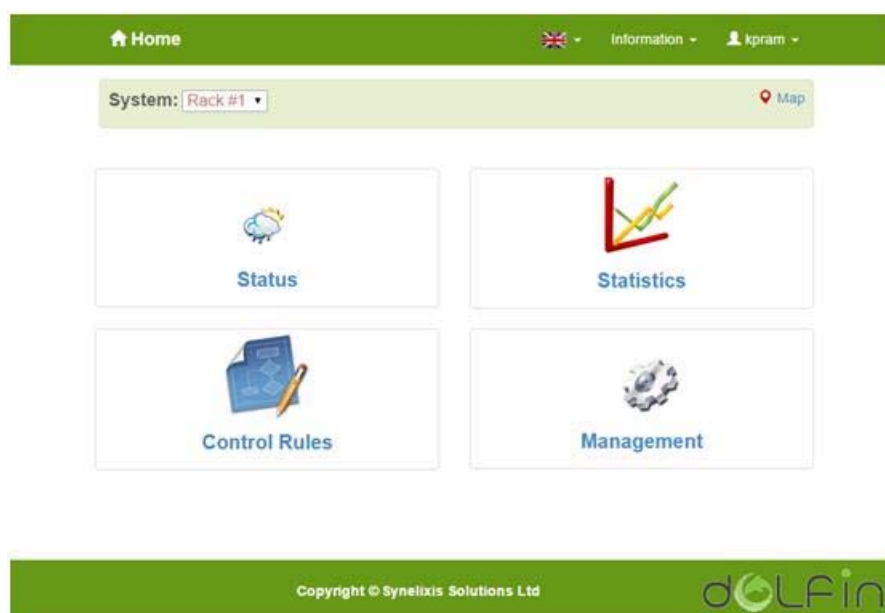 Home Information kpram
System: Rack #1 Map
Status Statistics
Control Rules Management
Copyright © Synelixis Solutions Ltd dOLFin